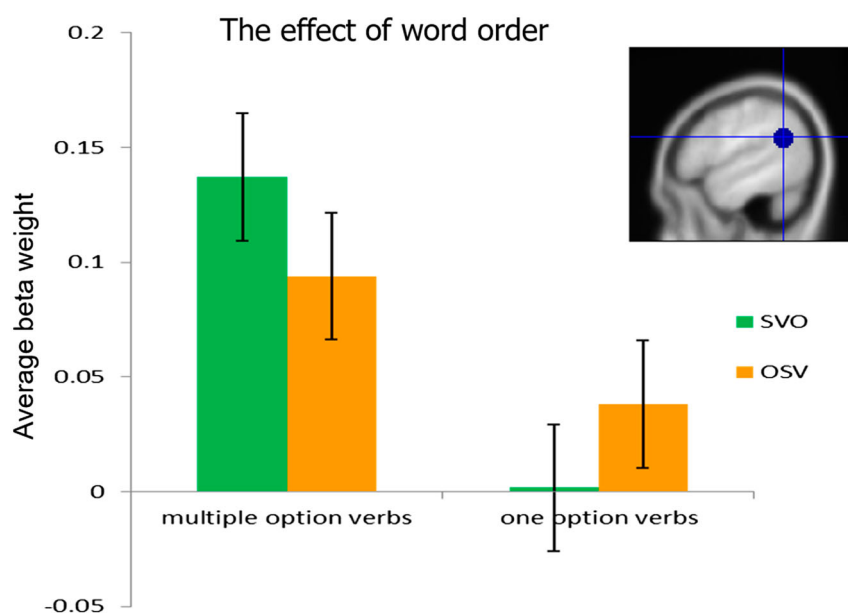 The effect of word order
0.2
0.15
0.1
0.05
0
-0.05
Average beta weight
multiple option verbs
one option verbs
SVO
OSV